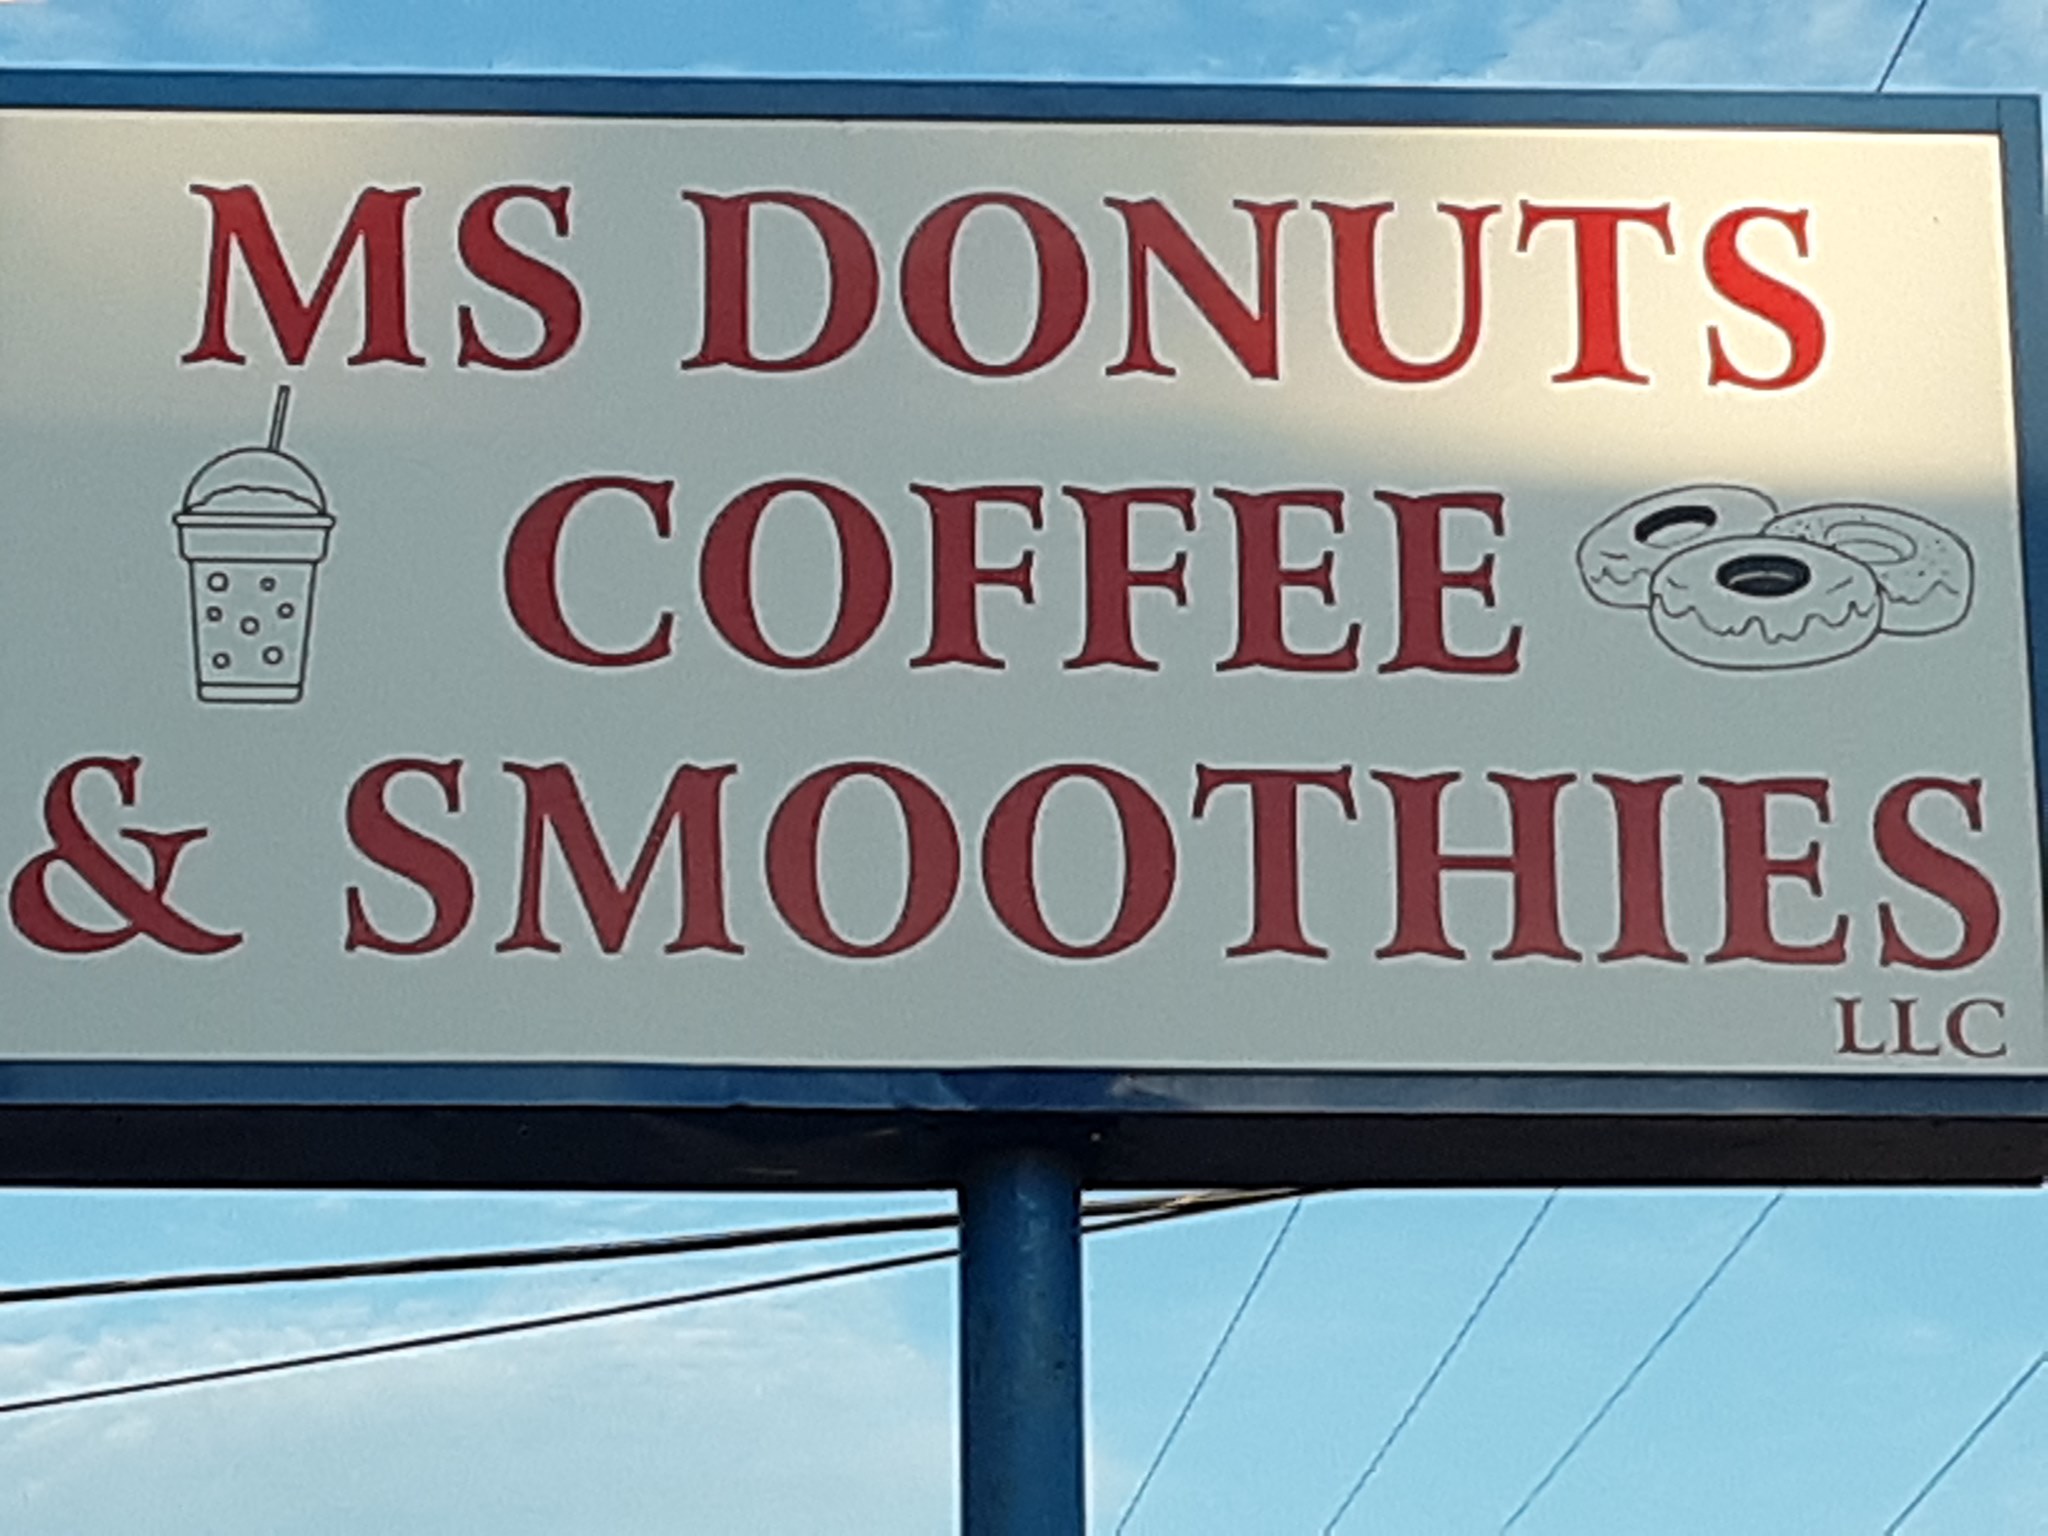 MS DONUTS
COFFEE
& SMOOTHIES
LLC